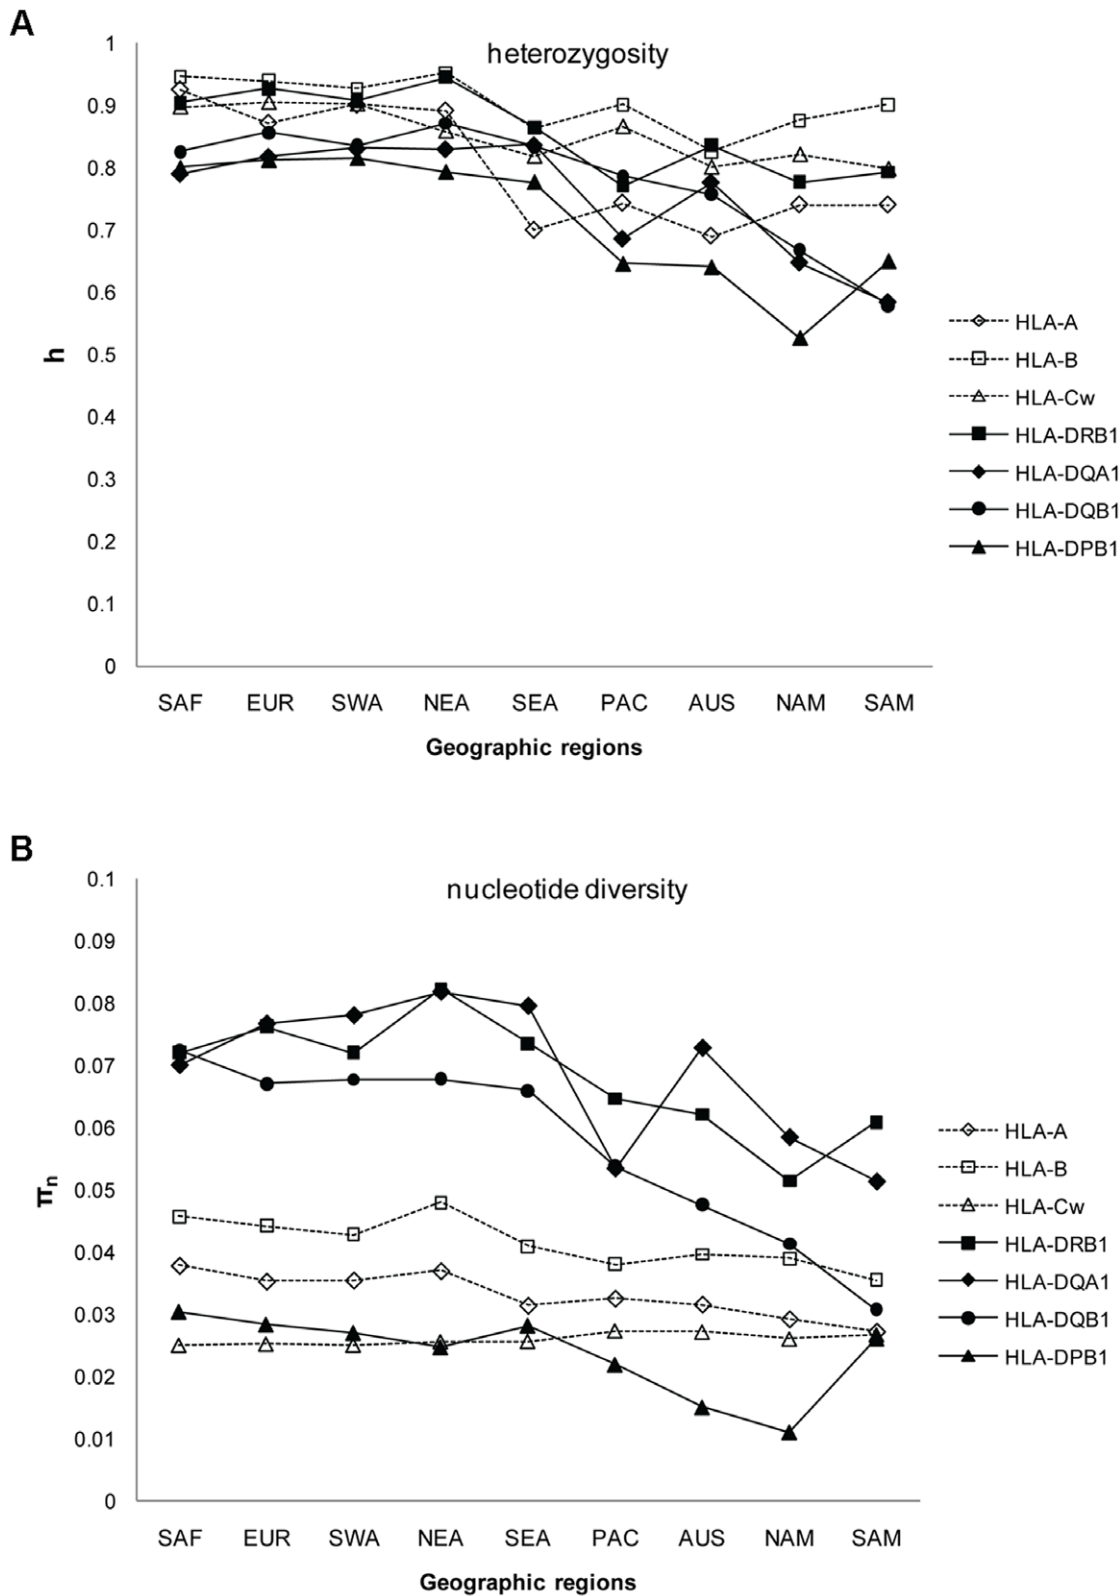 A
heterozygosity
1
0.9
0.8
0.7
0.6
0.5
0.4
0.3
0.2
0.1
0
h
SAF EUR SWA NEA SEA PAC AUS NAM SAM
Geographic regions
HLA-A
HLA-B
HLA-Cw
HLA-DRB1
HLA-DQA1
HLA-DQB1
HLA-DPB1
B
nucleotide diversity
0.1
0.09
0.08
0.07
0.06
0.05
0.04
0.03
0.02
0.01
0
πn
SAF EUR SWA NEA SEA PAC AUS NAM SAM
Geographic regions
HLA-A
HLA-B
HLA-Cw
HLA-DRB1
HLA-DQA1
HLA-DQB1
HLA-DPB1